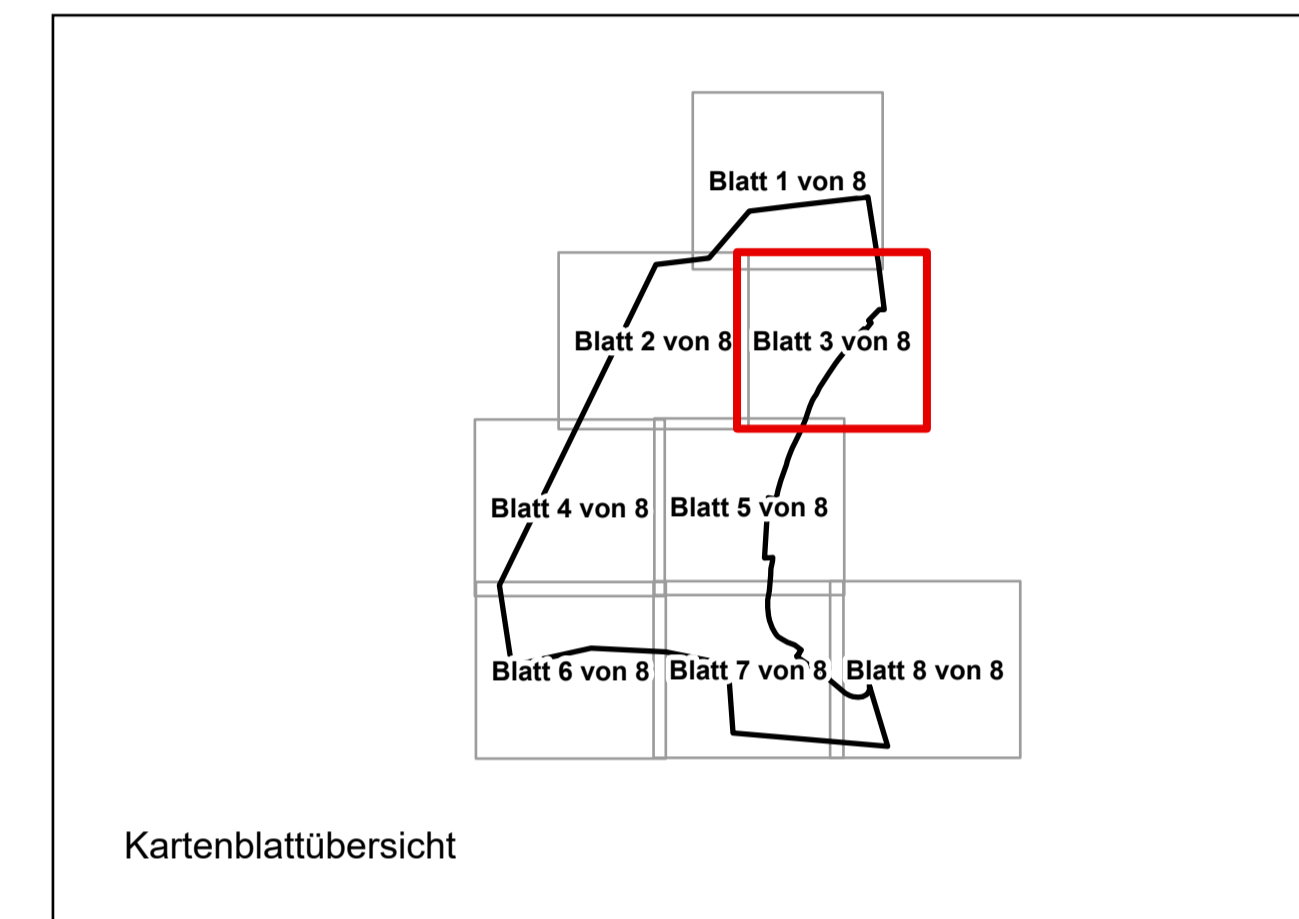 Blatt 1 von 8
Blatt 2 von 8
Blatt 3 von 8
Blatt 4 von 8
Blatt 5 von 8
Blatt 6 von 8
Blatt 7 von 8
Blatt 8 von 8
Kartenblattübersicht